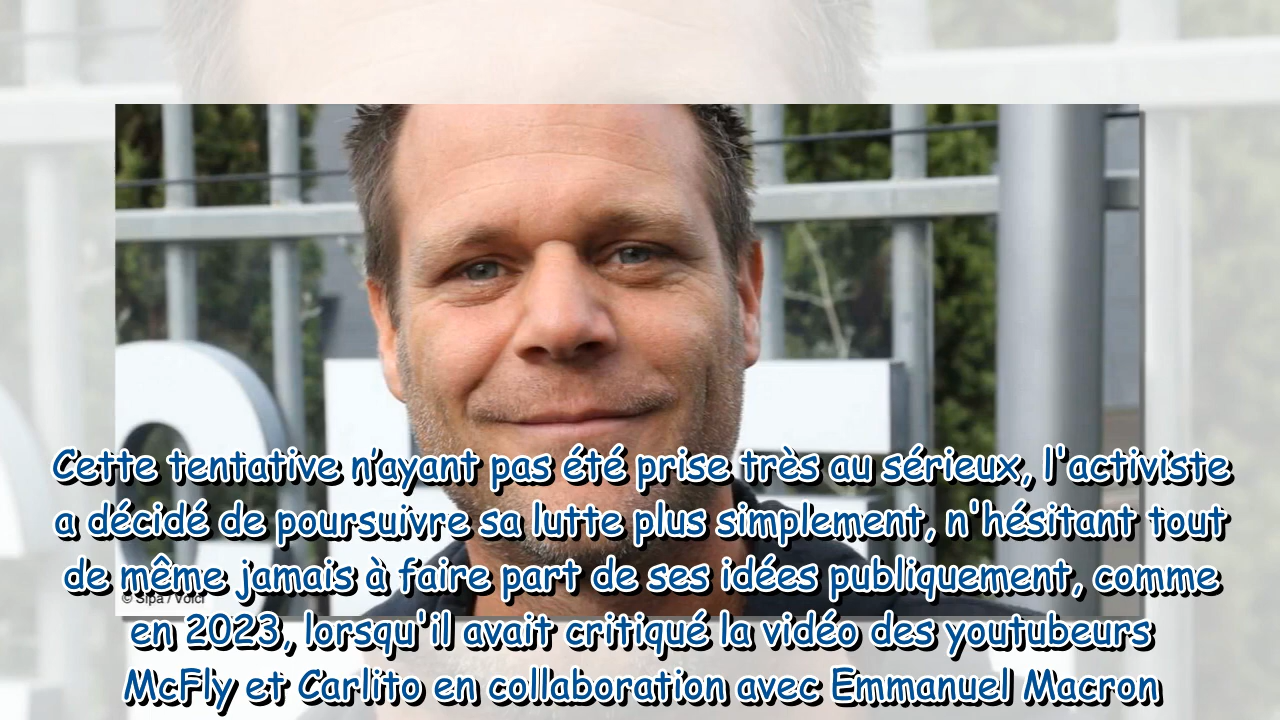 Cette tentative n’ayant pas été prise très au sérieux, l'activiste
a décidé de poursuivre sa lutte plus simplement, n'hésitant tout
de même jamais à faire part de ses idées publiquement, comme
© Sipa / Voici
en 2023, lorsqu'il avait critiqué la vidéo des youtubeurs
McFly et Carlito en collaboration avec Emmanuel Macron